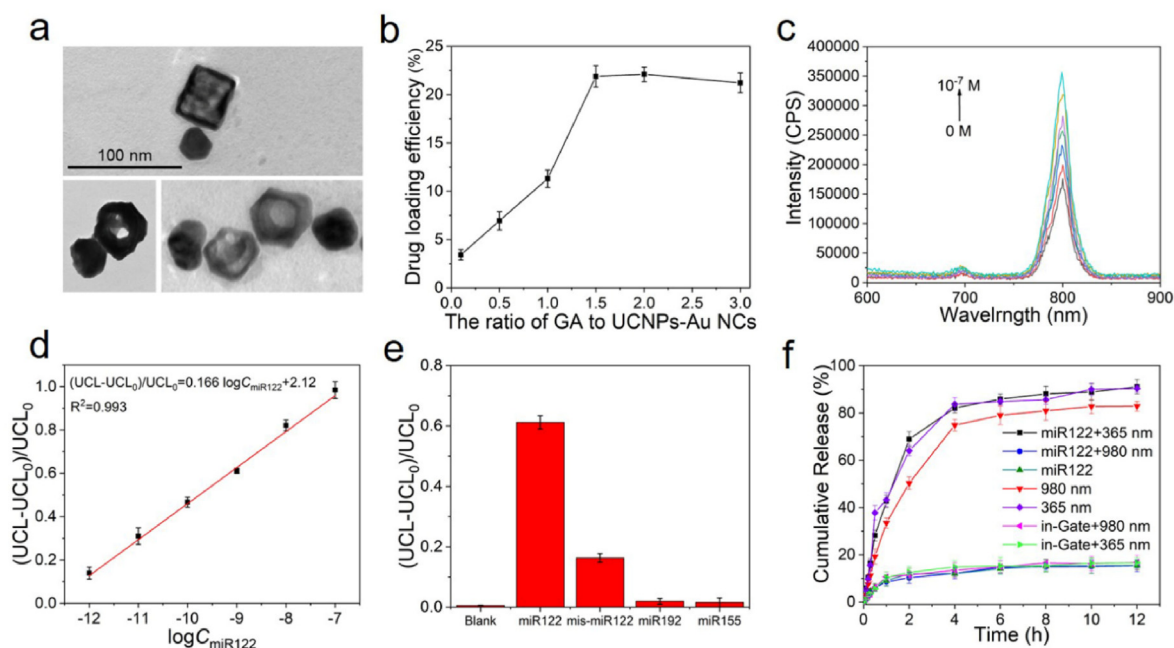 a
100 nm
b
Drug loading efficiency (%)
25
20
15
10
5
0
0.0 0.5 1.0 1.5 2.0 2.5 3.0
The ratio of GA to UCNPs-Au NCs
c
Intensity (CPS)
400000
350000
300000
250000
200000
150000
100000
50000
0
10⁻⁷ M
0 M
600 700 800 900
Wavelrngth (nm)
d
(UCL-UCL₀)/UCL₀
1.0
0.8
0.6
0.4
0.2
0.0
(UCL-UCL₀)/UCL₀=0.166 logC_miR122+2.12
R²=0.993
-12 -11 -10 -9 -8 -7
logC_miR122
e
(UCL-UCL₀)/UCL₀
0.8
0.6
0.4
0.2
0.0
Blank miR122 mis-miR122 miR192 miR155
f
Cumulative Release (%)
100
80
60
40
20
0
miR122+365 nm
miR122+980 nm
miR122
980 nm
365 nm
in-Gate+980 nm
in-Gate+365 nm
0 2 4 6 8 10 12
Time (h)